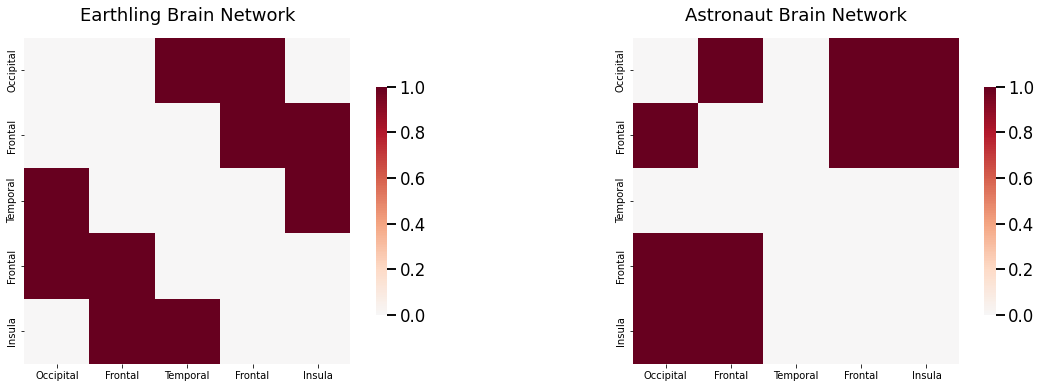 Earthling Brain Network
Astronaut Brain Network
Occipital
Frontal
Temporal
Frontal
Insula
Occipital Frontal Temporal Frontal Insula
1.0
0.8
0.6
0.4
0.2
0.0
Occipital
Frontal
Temporal
Frontal
Insula
Occipital Frontal Temporal Frontal Insula
1.0
0.8
0.6
0.4
0.2
0.0